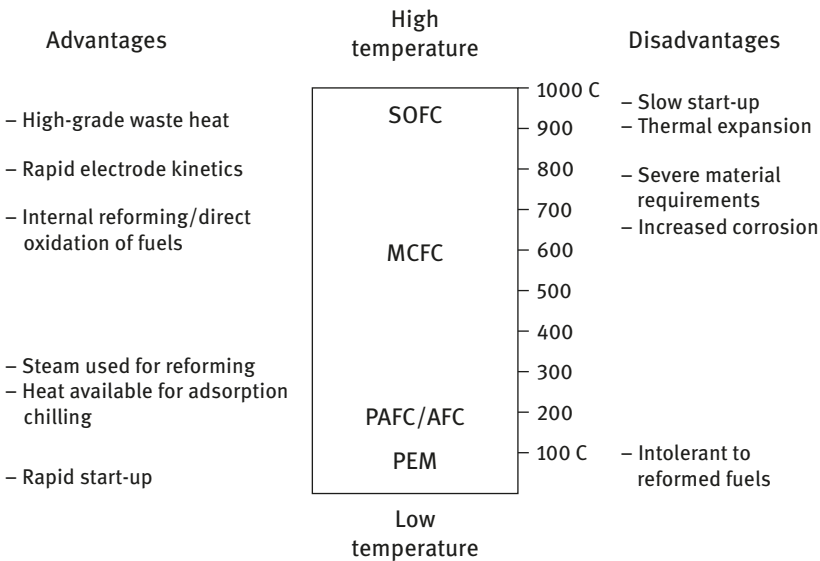 Advantages
High
temperature
Disadvantages
– High-grade waste heat
– Rapid electrode kinetics
– Internal reforming/direct
oxidation of fuels
– Steam used for reforming
– Heat available for adsorption
chilling
– Rapid start-up
SOFC
MCFC
PAFC/AFC
PEM
1000 C
900
800
700
600
500
400
300
200
100 C
– Slow start-up
– Thermal expansion
– Severe material
requirements
– Increased corrosion
– Intolerant to
reformed fuels
Low
temperature